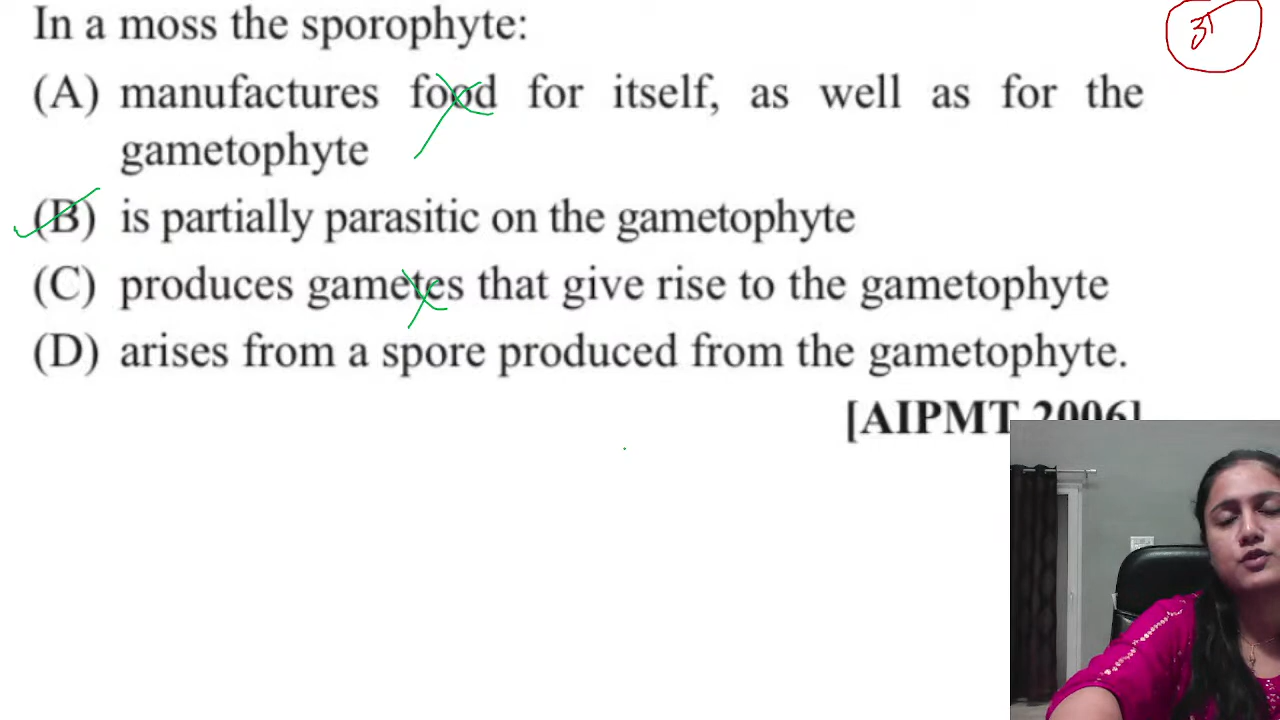 In a moss the sporophyte:
(A) manufactures food for itself, as well as for the
gametophyte
(B) is partially parasitic on the gametophyte
(C) produces gametes that give rise to the gametophyte
(D) arises from a spore produced from the gametophyte.
[AIPMT 2006]